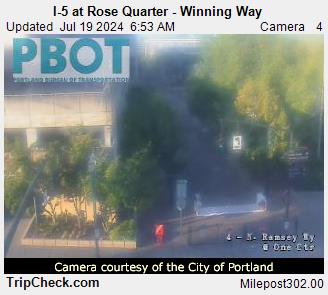 I-5 at Rose Quarter - Winning Way
Updated Jul 19 2024 6:53 AM Camera 4
PBOT
PORTLAND BUREAU OF TRANSPORTATION
4 - N. Ramsey Wy
@ One Ctr
Camera courtesy of the City of Portland
TripCheck.com Milepost302.00